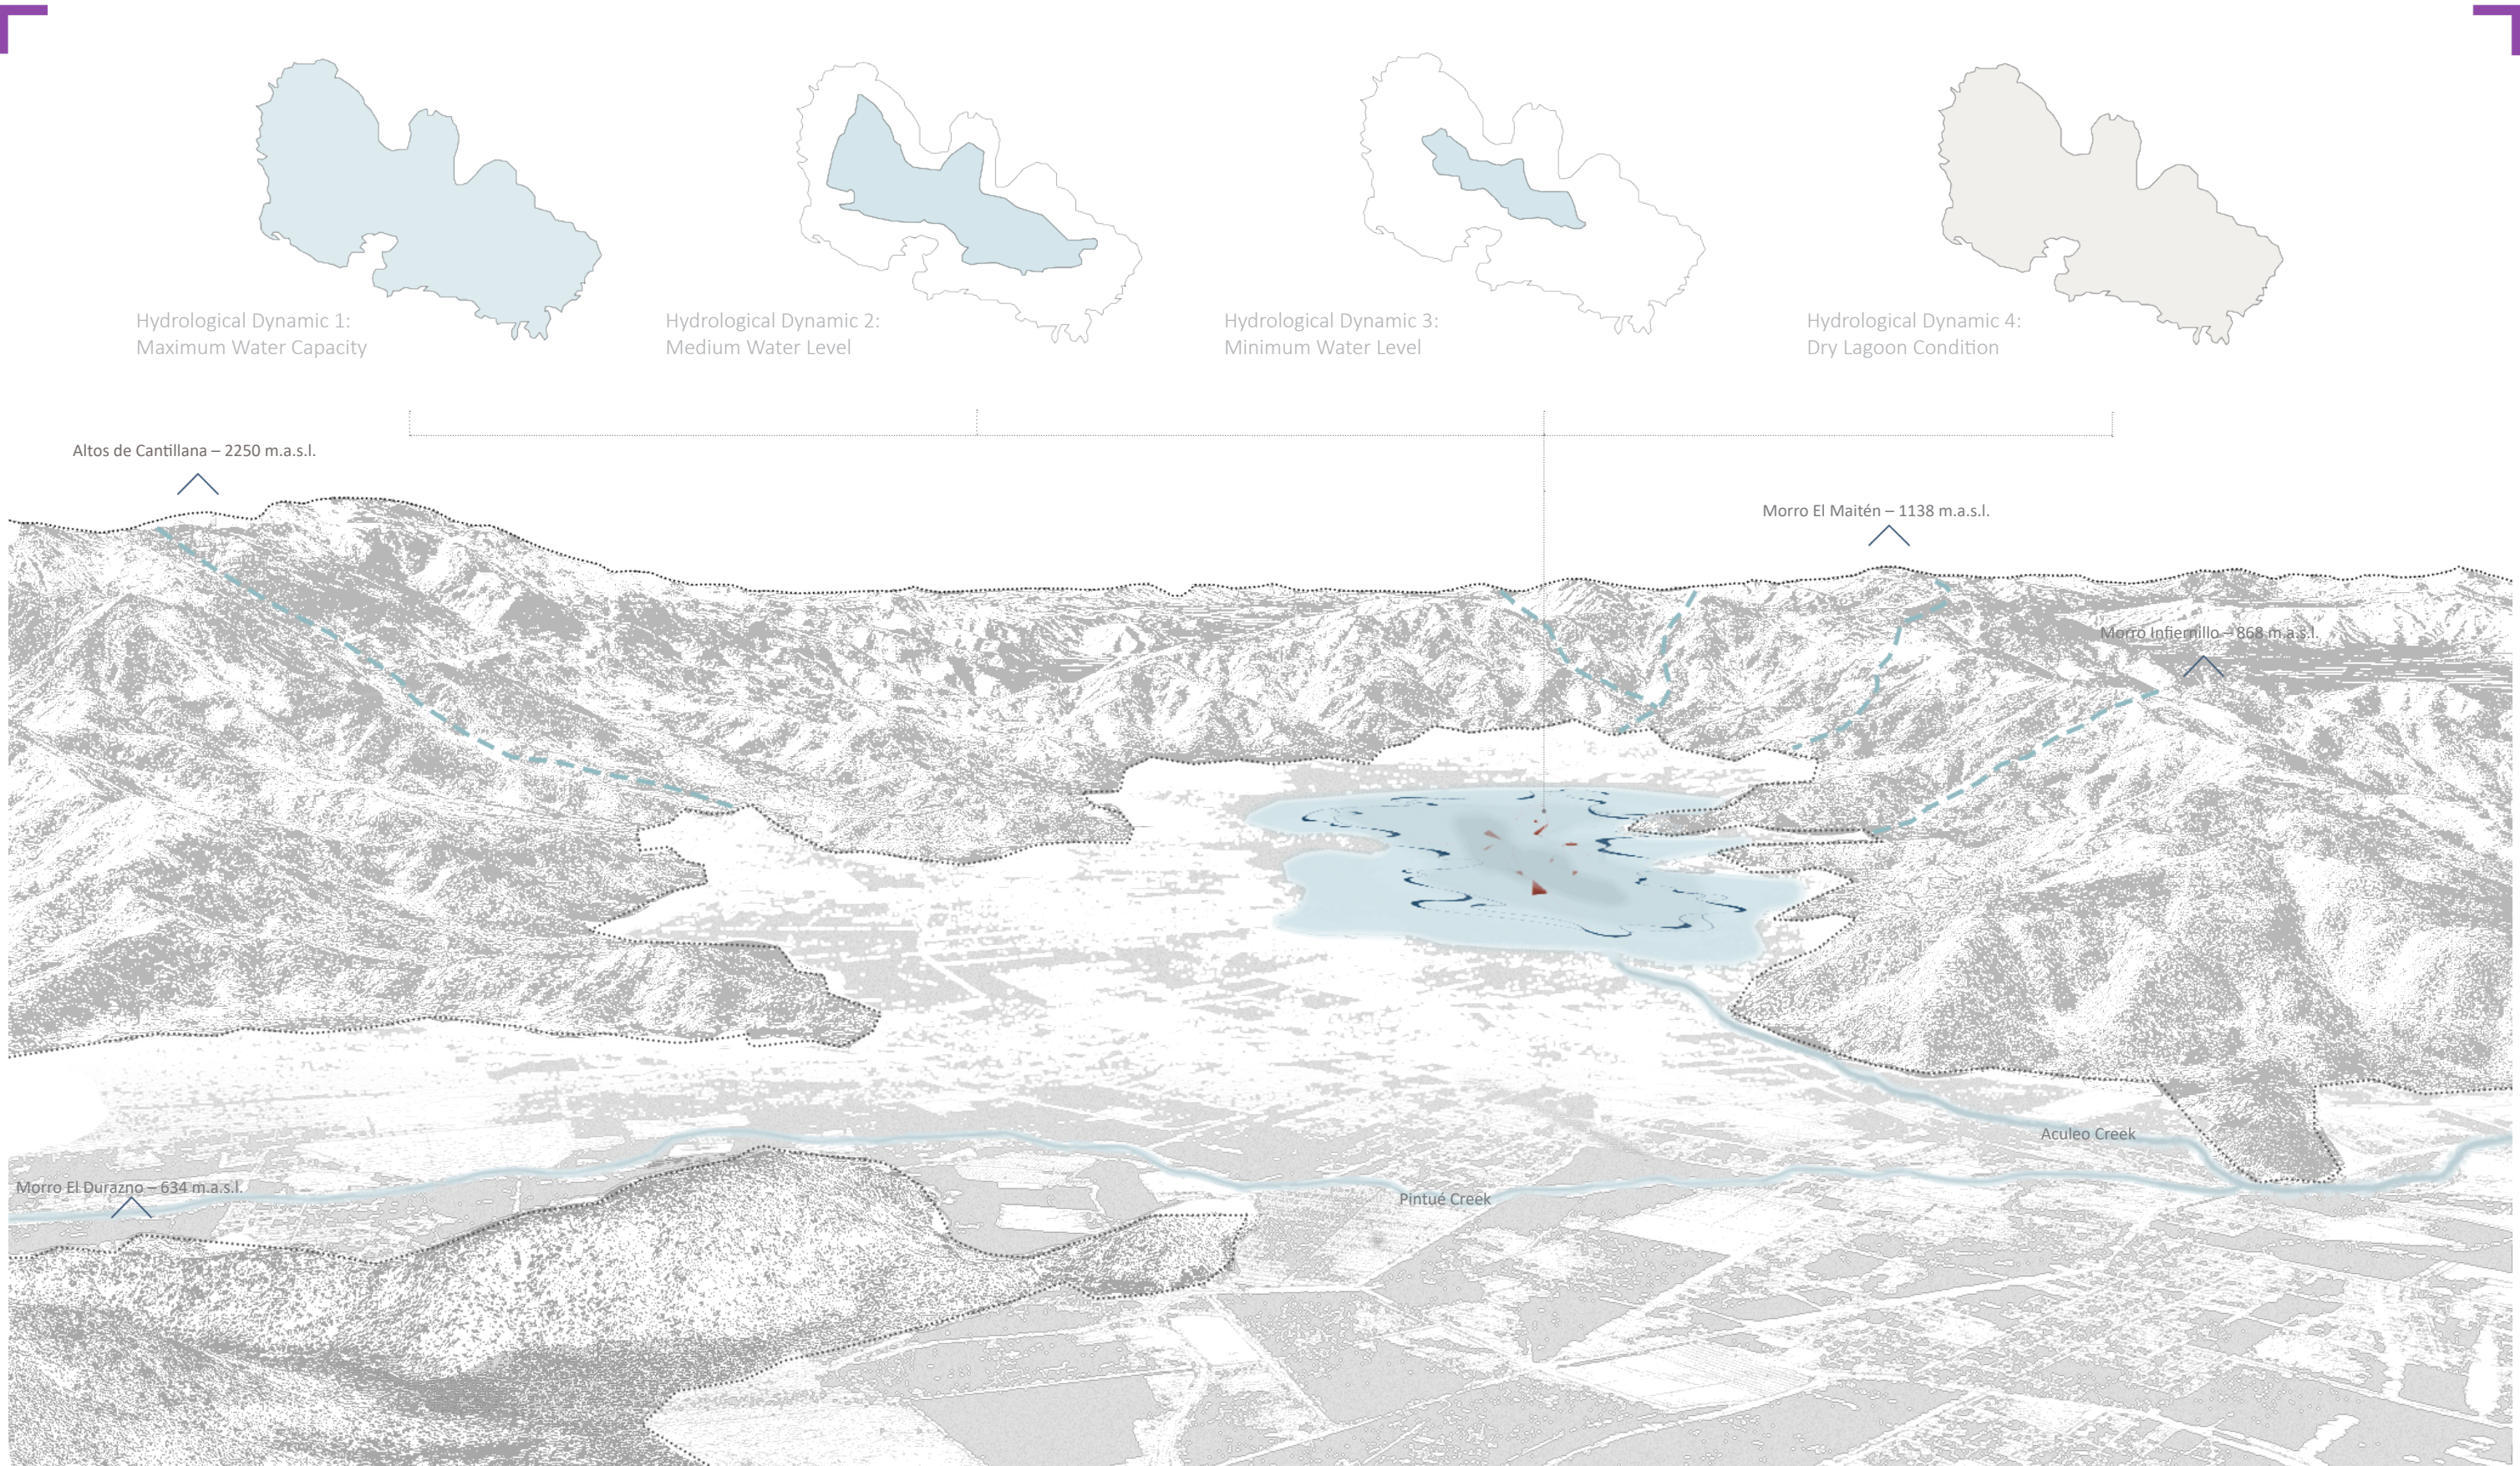 Hydrological Dynamic 1:
Maximum Water Capacity
Hydrological Dynamic 2:
Medium Water Level
Hydrological Dynamic 3:
Minimum Water Level
Hydrological Dynamic 4:
Dry Lagoon Condition
Altos de Cantillana – 2250 m.a.s.l.
Morro El Maitén – 1138 m.a.s.l.
Morro Infiernillo – 868 m.a.s.l.
Aculeo Creek
Morro El Durazno – 634 m.a.s.l.
Pintué Creek